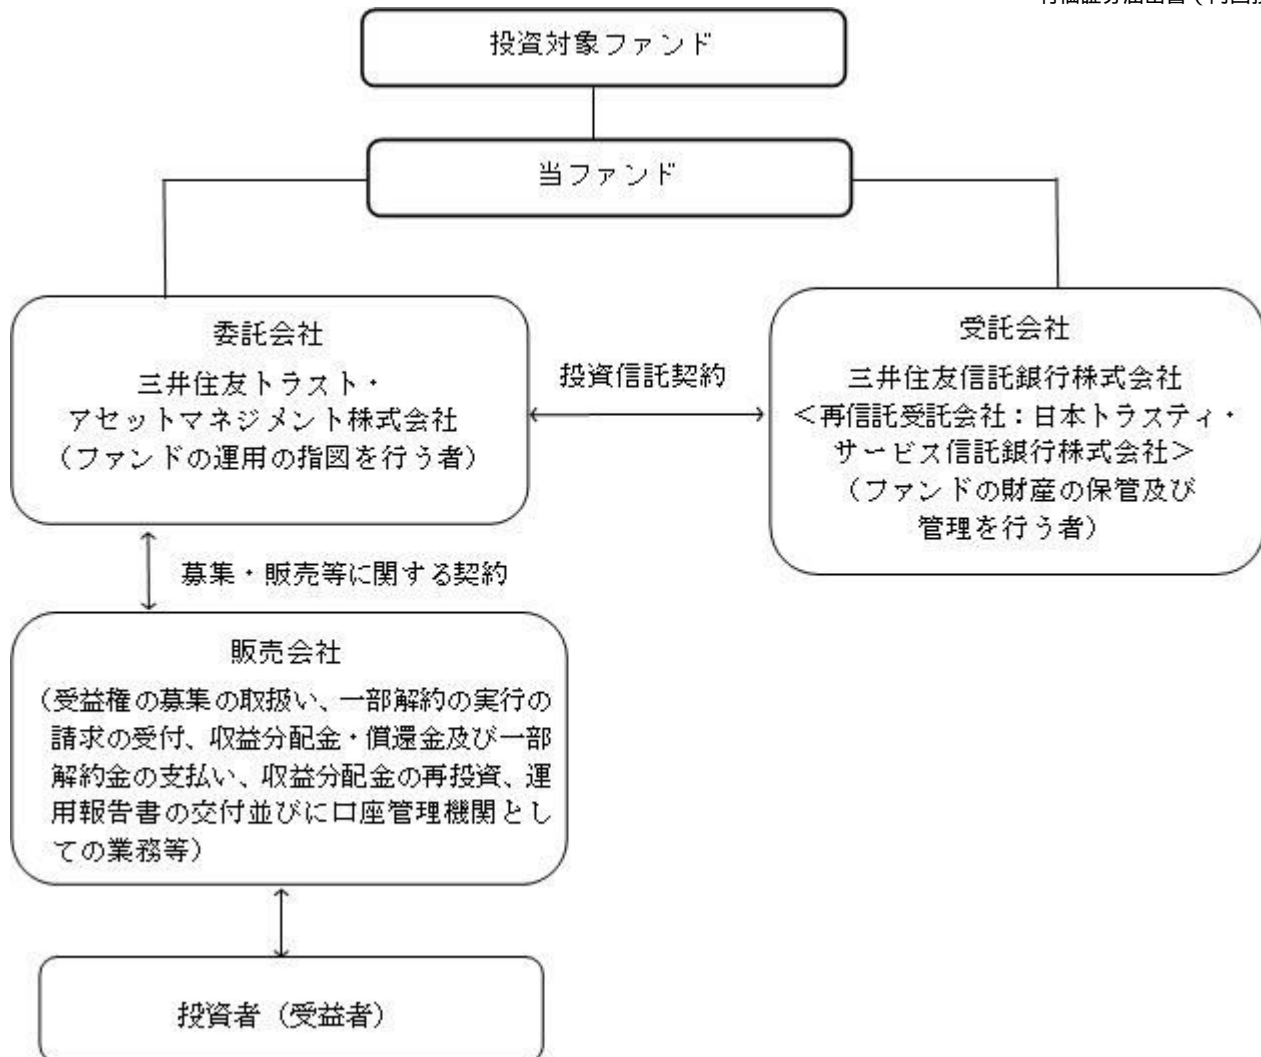 投資対象ファンド
当ファンド
委託会社
三井住友トラスト・
アセットマネジメント株式会社
（ファンドの運用の指図を行う者）
投資信託契約
受託会社
三井住友信託銀行株式会社
＜再信託受託会社：日本トラスティ・
サービス信託銀行株式会社＞
（ファンドの財産の保管及び
管理を行う者）
募集・販売等に関する契約
販売会社
（受益権の募集の取扱い、一部解約の実行の
請求の受付、収益分配金・償還金及び一部
解約金の支払い、収益分配金の再投資、運
用報告書の交付並びに口座管理機関とし
ての業務等）
投資者（受益者）